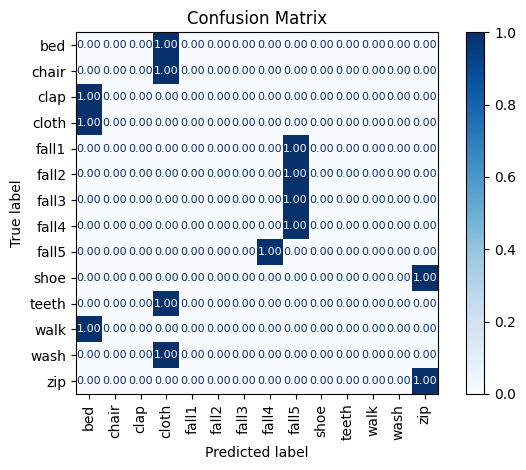 Confusion Matrix
bed 0.00 0.00 0.00 1.00 0.00 0.00 0.00 0.00 0.00 0.00 0.00 0.00 0.00 0.00
chair 0.00 0.00 0.00 1.00 0.00 0.00 0.00 0.00 0.00 0.00 0.00 0.00 0.00 0.00
clap 1.00 0.00 0.00 0.00 0.00 0.00 0.00 0.00 0.00 0.00 0.00 0.00 0.00 0.00
cloth 1.00 0.00 0.00 0.00 0.00 0.00 0.00 0.00 0.00 0.00 0.00 0.00 0.00 0.00
fall1 0.00 0.00 0.00 0.00 0.00 0.00 0.00 0.00 1.00 0.00 0.00 0.00 0.00 0.00
fall2 0.00 0.00 0.00 0.00 0.00 0.00 0.00 0.00 1.00 0.00 0.00 0.00 0.00 0.00
fall3 0.00 0.00 0.00 0.00 0.00 0.00 0.00 0.00 1.00 0.00 0.00 0.00 0.00 0.00
fall4 0.00 0.00 0.00 0.00 0.00 0.00 0.00 0.00 1.00 0.00 0.00 0.00 0.00 0.00
fall5 0.00 0.00 0.00 0.00 0.00 0.00 0.00 1.00 0.00 0.00 0.00 0.00 0.00 0.00
shoe 0.00 0.00 0.00 0.00 0.00 0.00 0.00 0.00 0.00 0.00 0.00 0.00 0.00 1.00
teeth 0.00 0.00 0.00 1.00 0.00 0.00 0.00 0.00 0.00 0.00 0.00 0.00 0.00 0.00
walk 1.00 0.00 0.00 0.00 0.00 0.00 0.00 0.00 0.00 0.00 0.00 0.00 0.00 0.00
wash 0.00 0.00 0.00 1.00 0.00 0.00 0.00 0.00 0.00 0.00 0.00 0.00 0.00 0.00
zip 0.00 0.00 0.00 0.00 0.00 0.00 0.00 0.00 0.00 0.00 0.00 0.00 0.00 1.00
True label
bed chair clap cloth fall1 fall2 fall3 fall4 fall5 shoe teeth walk wash zip
Predicted label
1.0
0.8
0.6
0.4
0.2
0.0